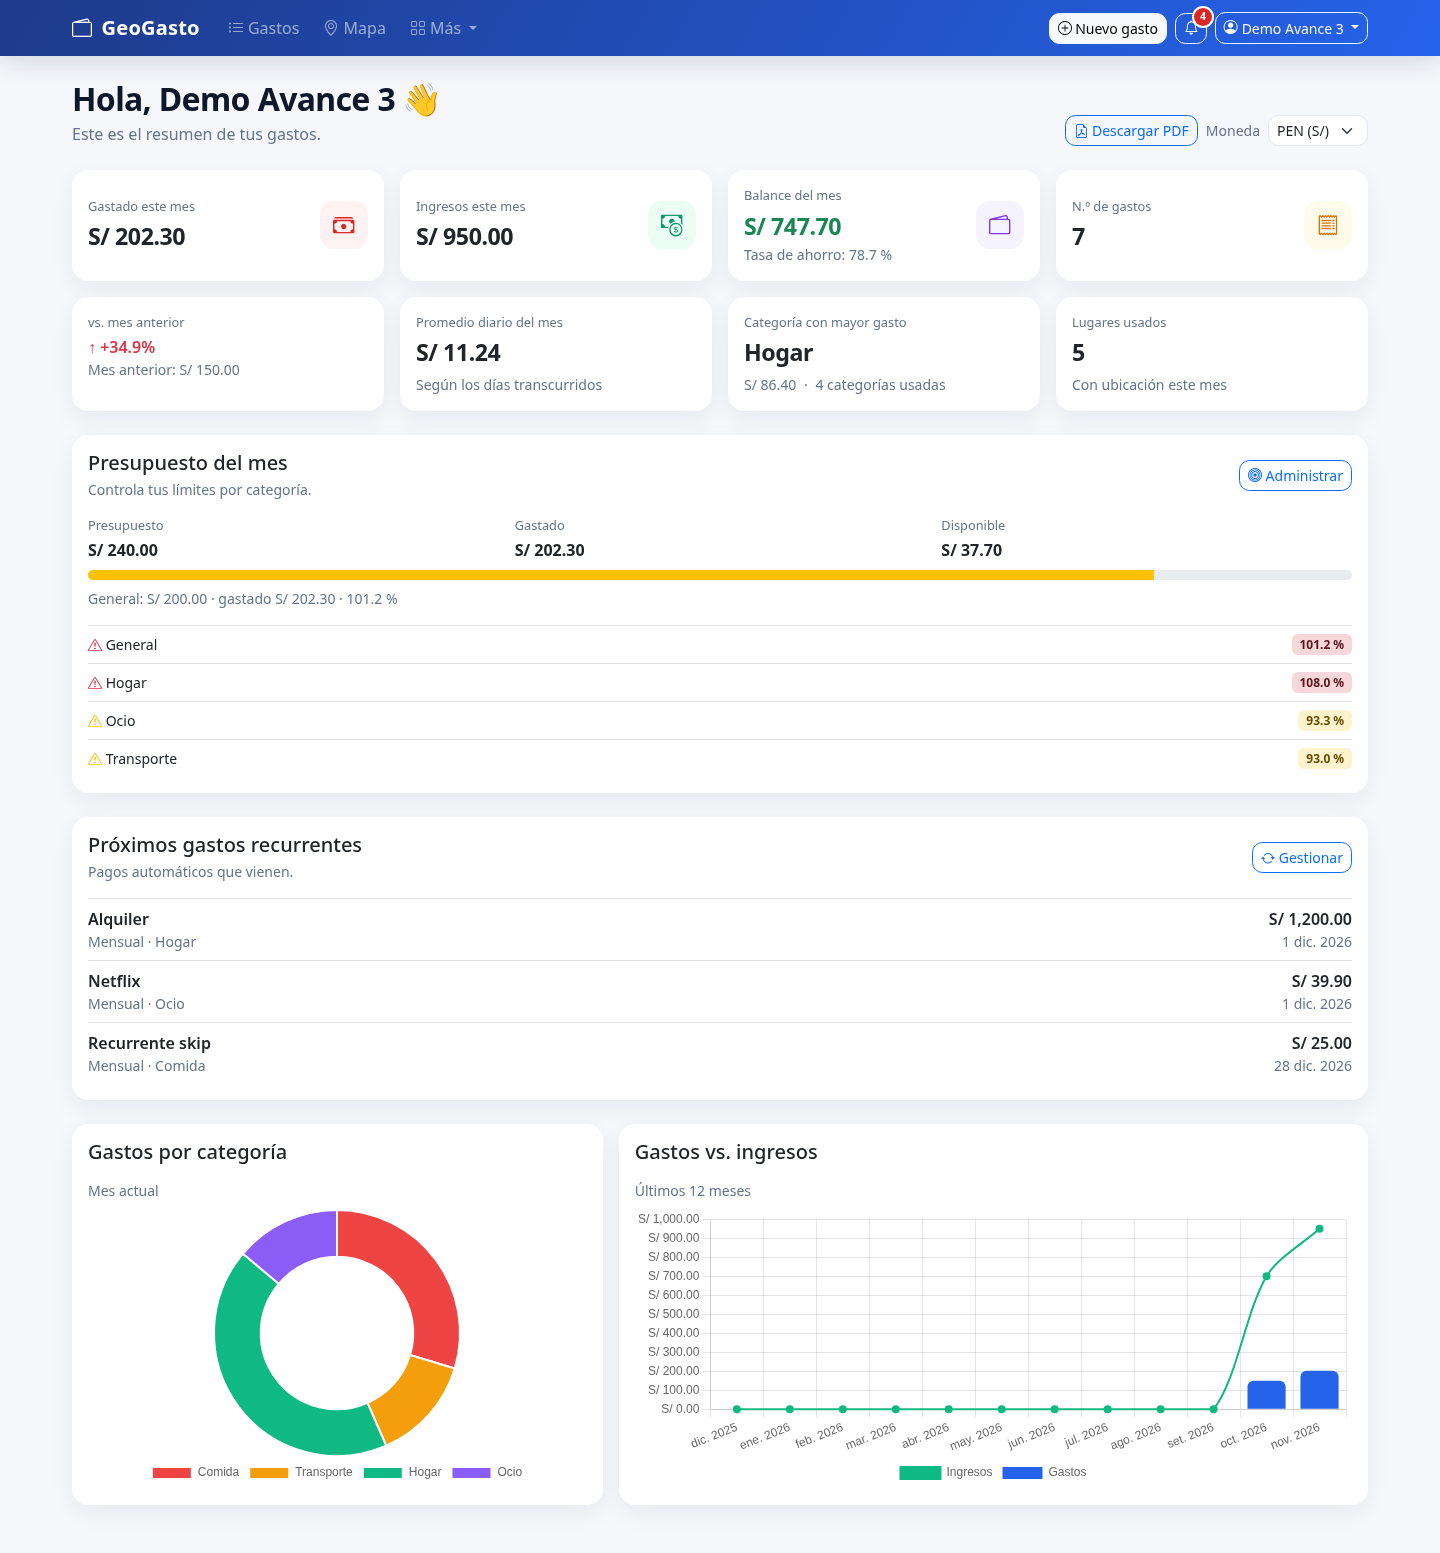 GeoGasto Gastos Mapa Más Nuevo gasto 4 Demo Avance 3
Hola, Demo Avance 3 👋
Este es el resumen de tus gastos.
Descargar PDF Moneda PEN (S/)
Gastado este mes
S/ 202.30
Ingresos este mes
S/ 950.00
Balance del mes
S/ 747.70
Tasa de ahorro: 78.7 %
N.º de gastos
7
vs. mes anterior
↑ +34.9%
Mes anterior: S/ 150.00
Promedio diario del mes
S/ 11.24
Según los días transcurridos
Categoría con mayor gasto
Hogar
S/ 86.40 · 4 categorías usadas
Lugares usados
5
Con ubicación este mes
Presupuesto del mes
Controla tus límites por categoría.
Administrar
Presupuesto Gastado Disponible
S/ 240.00 S/ 202.30 S/ 37.70
General: S/ 200.00 · gastado S/ 202.30 · 101.2 %
General 101.2 %
Hogar 108.0 %
Ocio 93.3 %
Transporte 93.0 %
Próximos gastos recurrentes
Pagos automáticos que vienen.
Gestionar
Alquiler S/ 1,200.00
Mensual · Hogar 1 dic. 2026
Netflix S/ 39.90
Mensual · Ocio 1 dic. 2026
Recurrente skip S/ 25.00
Mensual · Comida 28 dic. 2026
Gastos por categoría
Mes actual
Comida Transporte Hogar Ocio
Gastos vs. ingresos
Últimos 12 meses
S/ 1,000.00
S/ 900.00
S/ 800.00
S/ 700.00
S/ 600.00
S/ 500.00
S/ 400.00
S/ 300.00
S/ 200.00
S/ 100.00
S/ 0.00
dic. 2025 ene. 2026 feb. 2026 mar. 2026 abr. 2026 may. 2026 jun. 2026 jul. 2026 ago. 2026 set. 2026 oct. 2026 nov. 2026
Ingresos Gastos